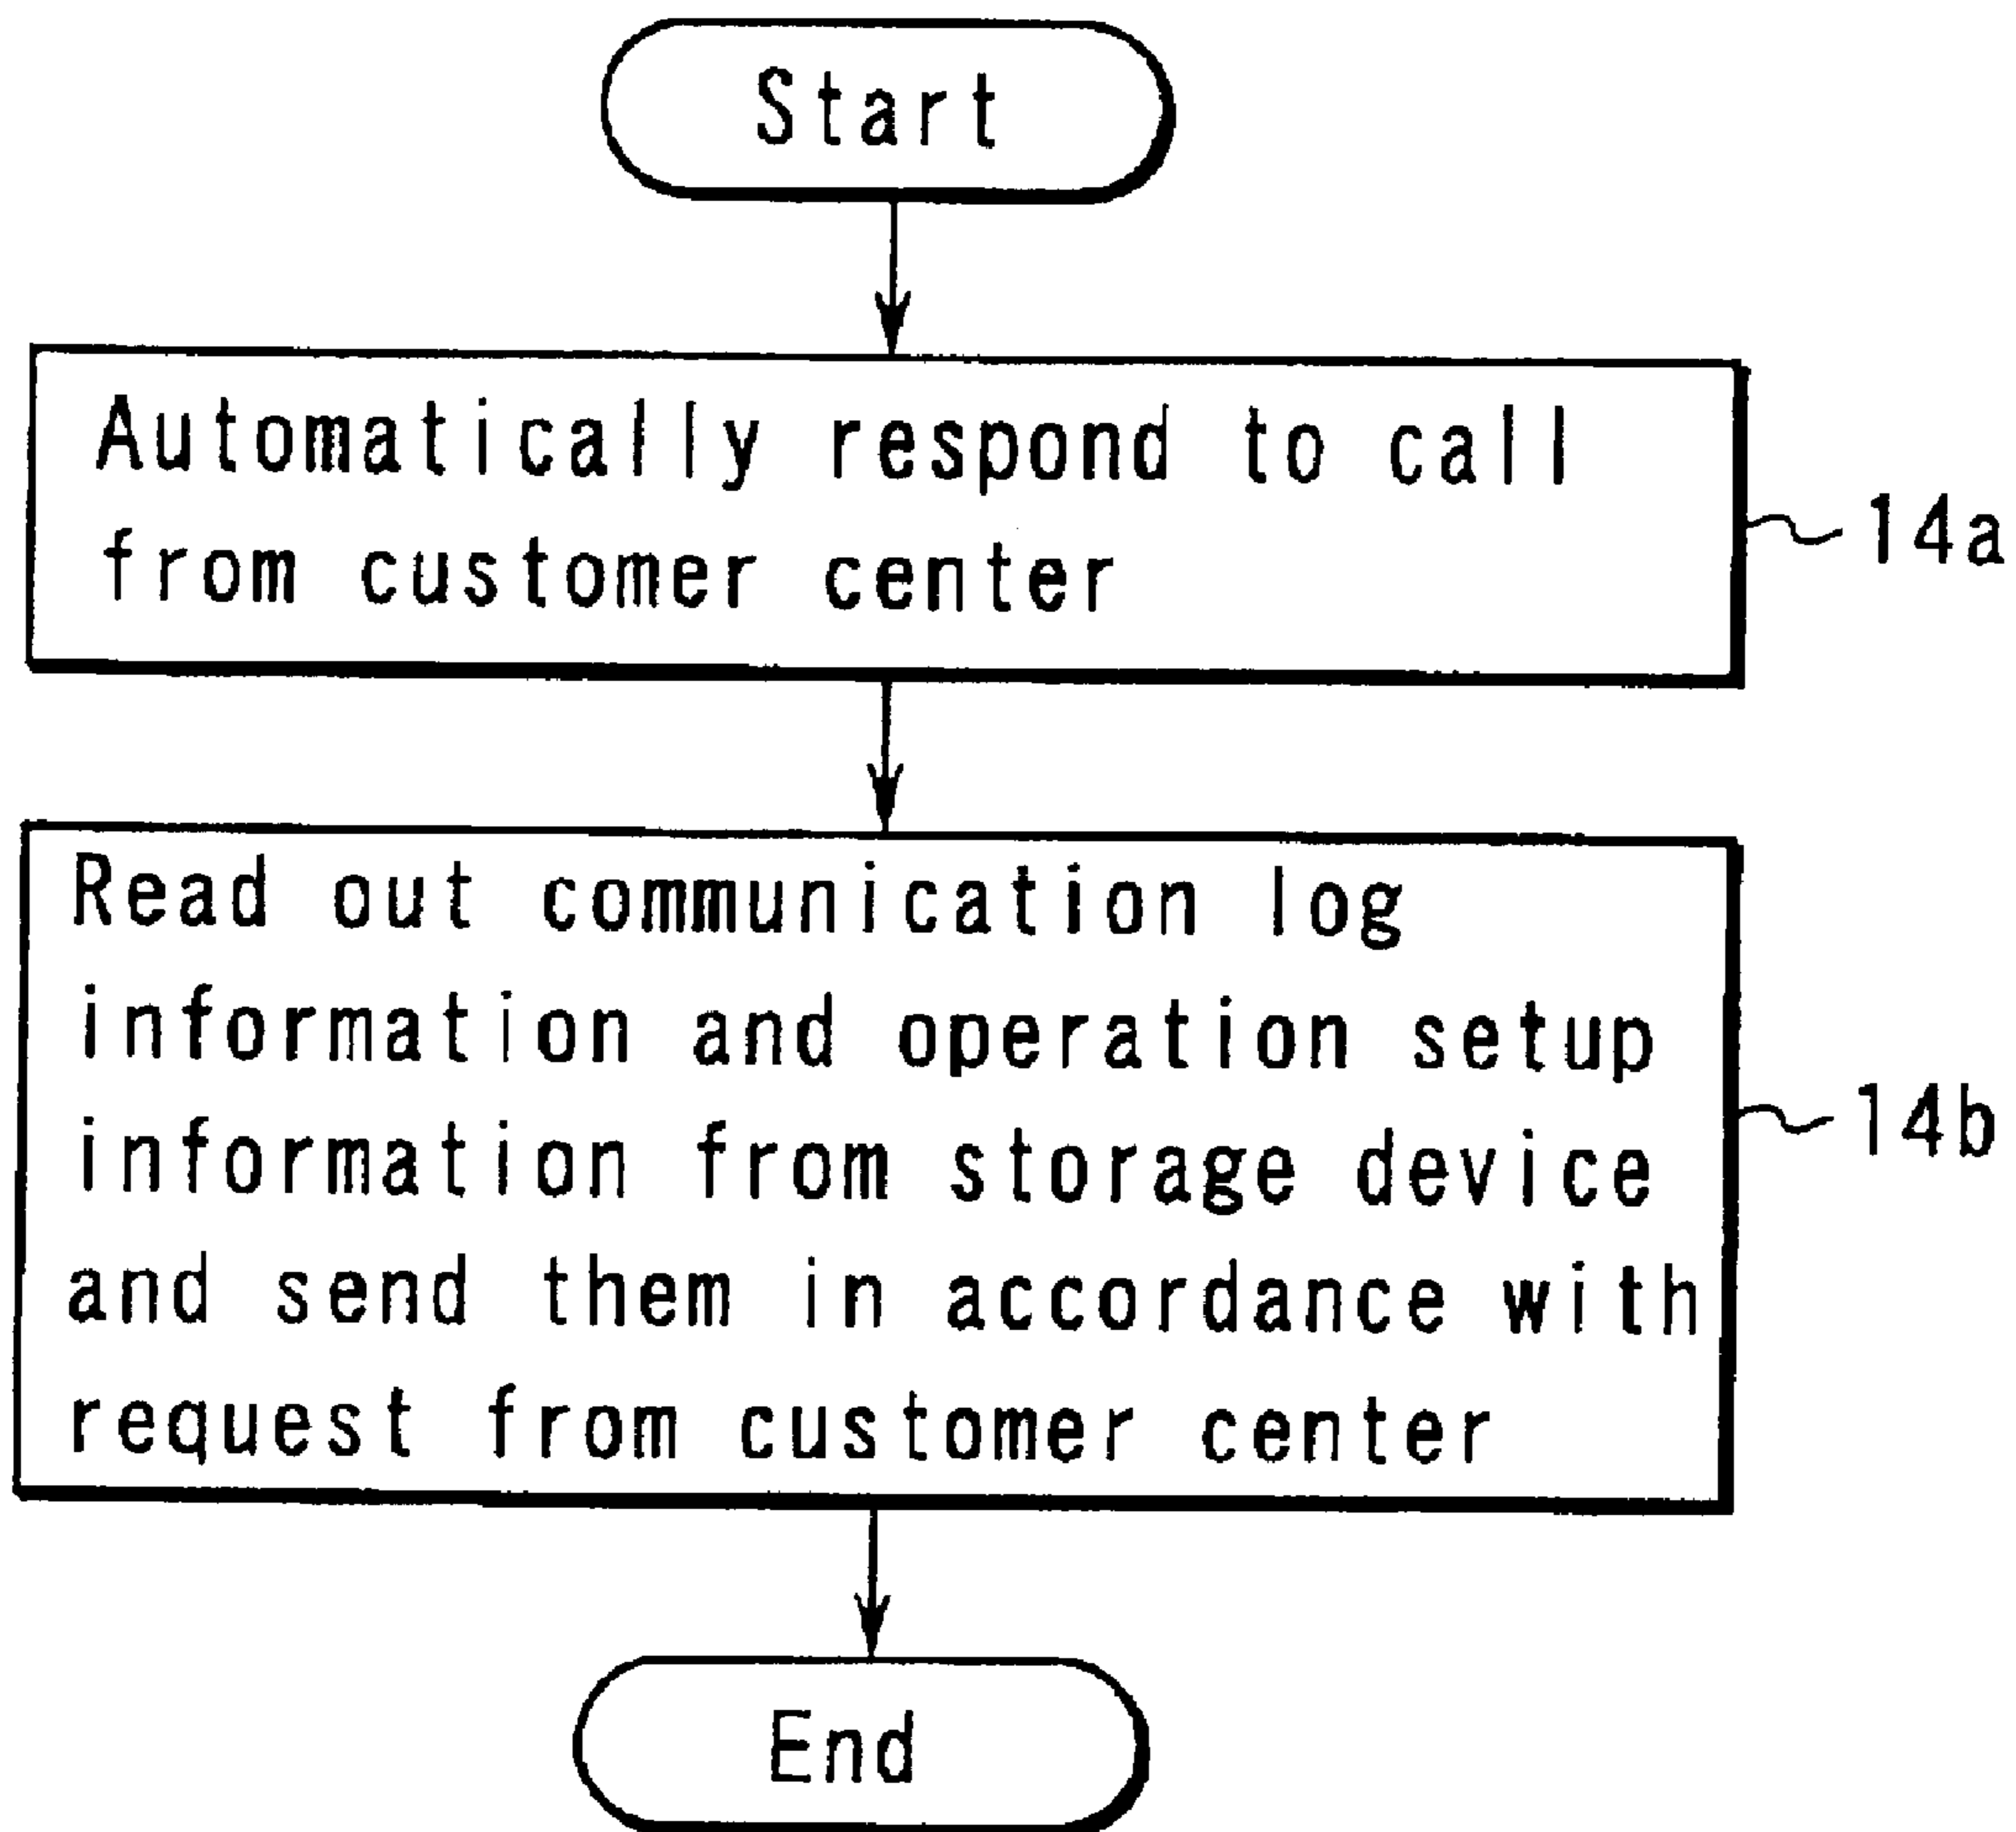 Start
Automatically respond to call
from customer center
14a
Read out communication log
information and operation setup
information from storage device
and send them in accordance with
request from customer center
14b
End